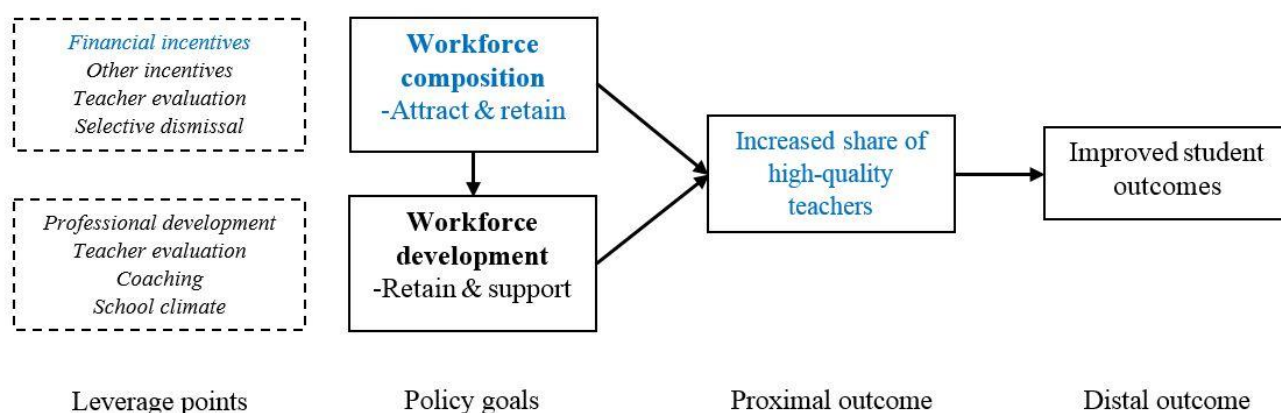 Financial incentives
Other incentives
Teacher evaluation
Selective dismissal
Workforce
composition
-Attract & retain
Professional development
Teacher evaluation
Coaching
School climate
Workforce
development
-Retain & support
Increased share of
high-quality
teachers
Improved student
outcomes
Leverage points
Policy goals
Proximal outcome
Distal outcome